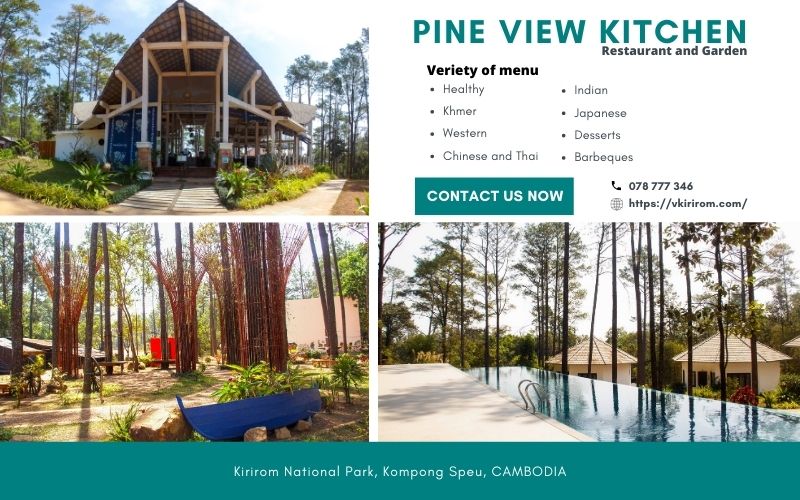 PINE VIEW KITCHEN
Restaurant and Garden
Veriety of menu
Healthy
Khmer
Western
Chinese and Thai
Indian
Japanese
Desserts
Barbeques
CONTACT US NOW
078 777 346
https://vkirirom.com/
Kirirom National Park, Kompong Speu, CAMBODIA